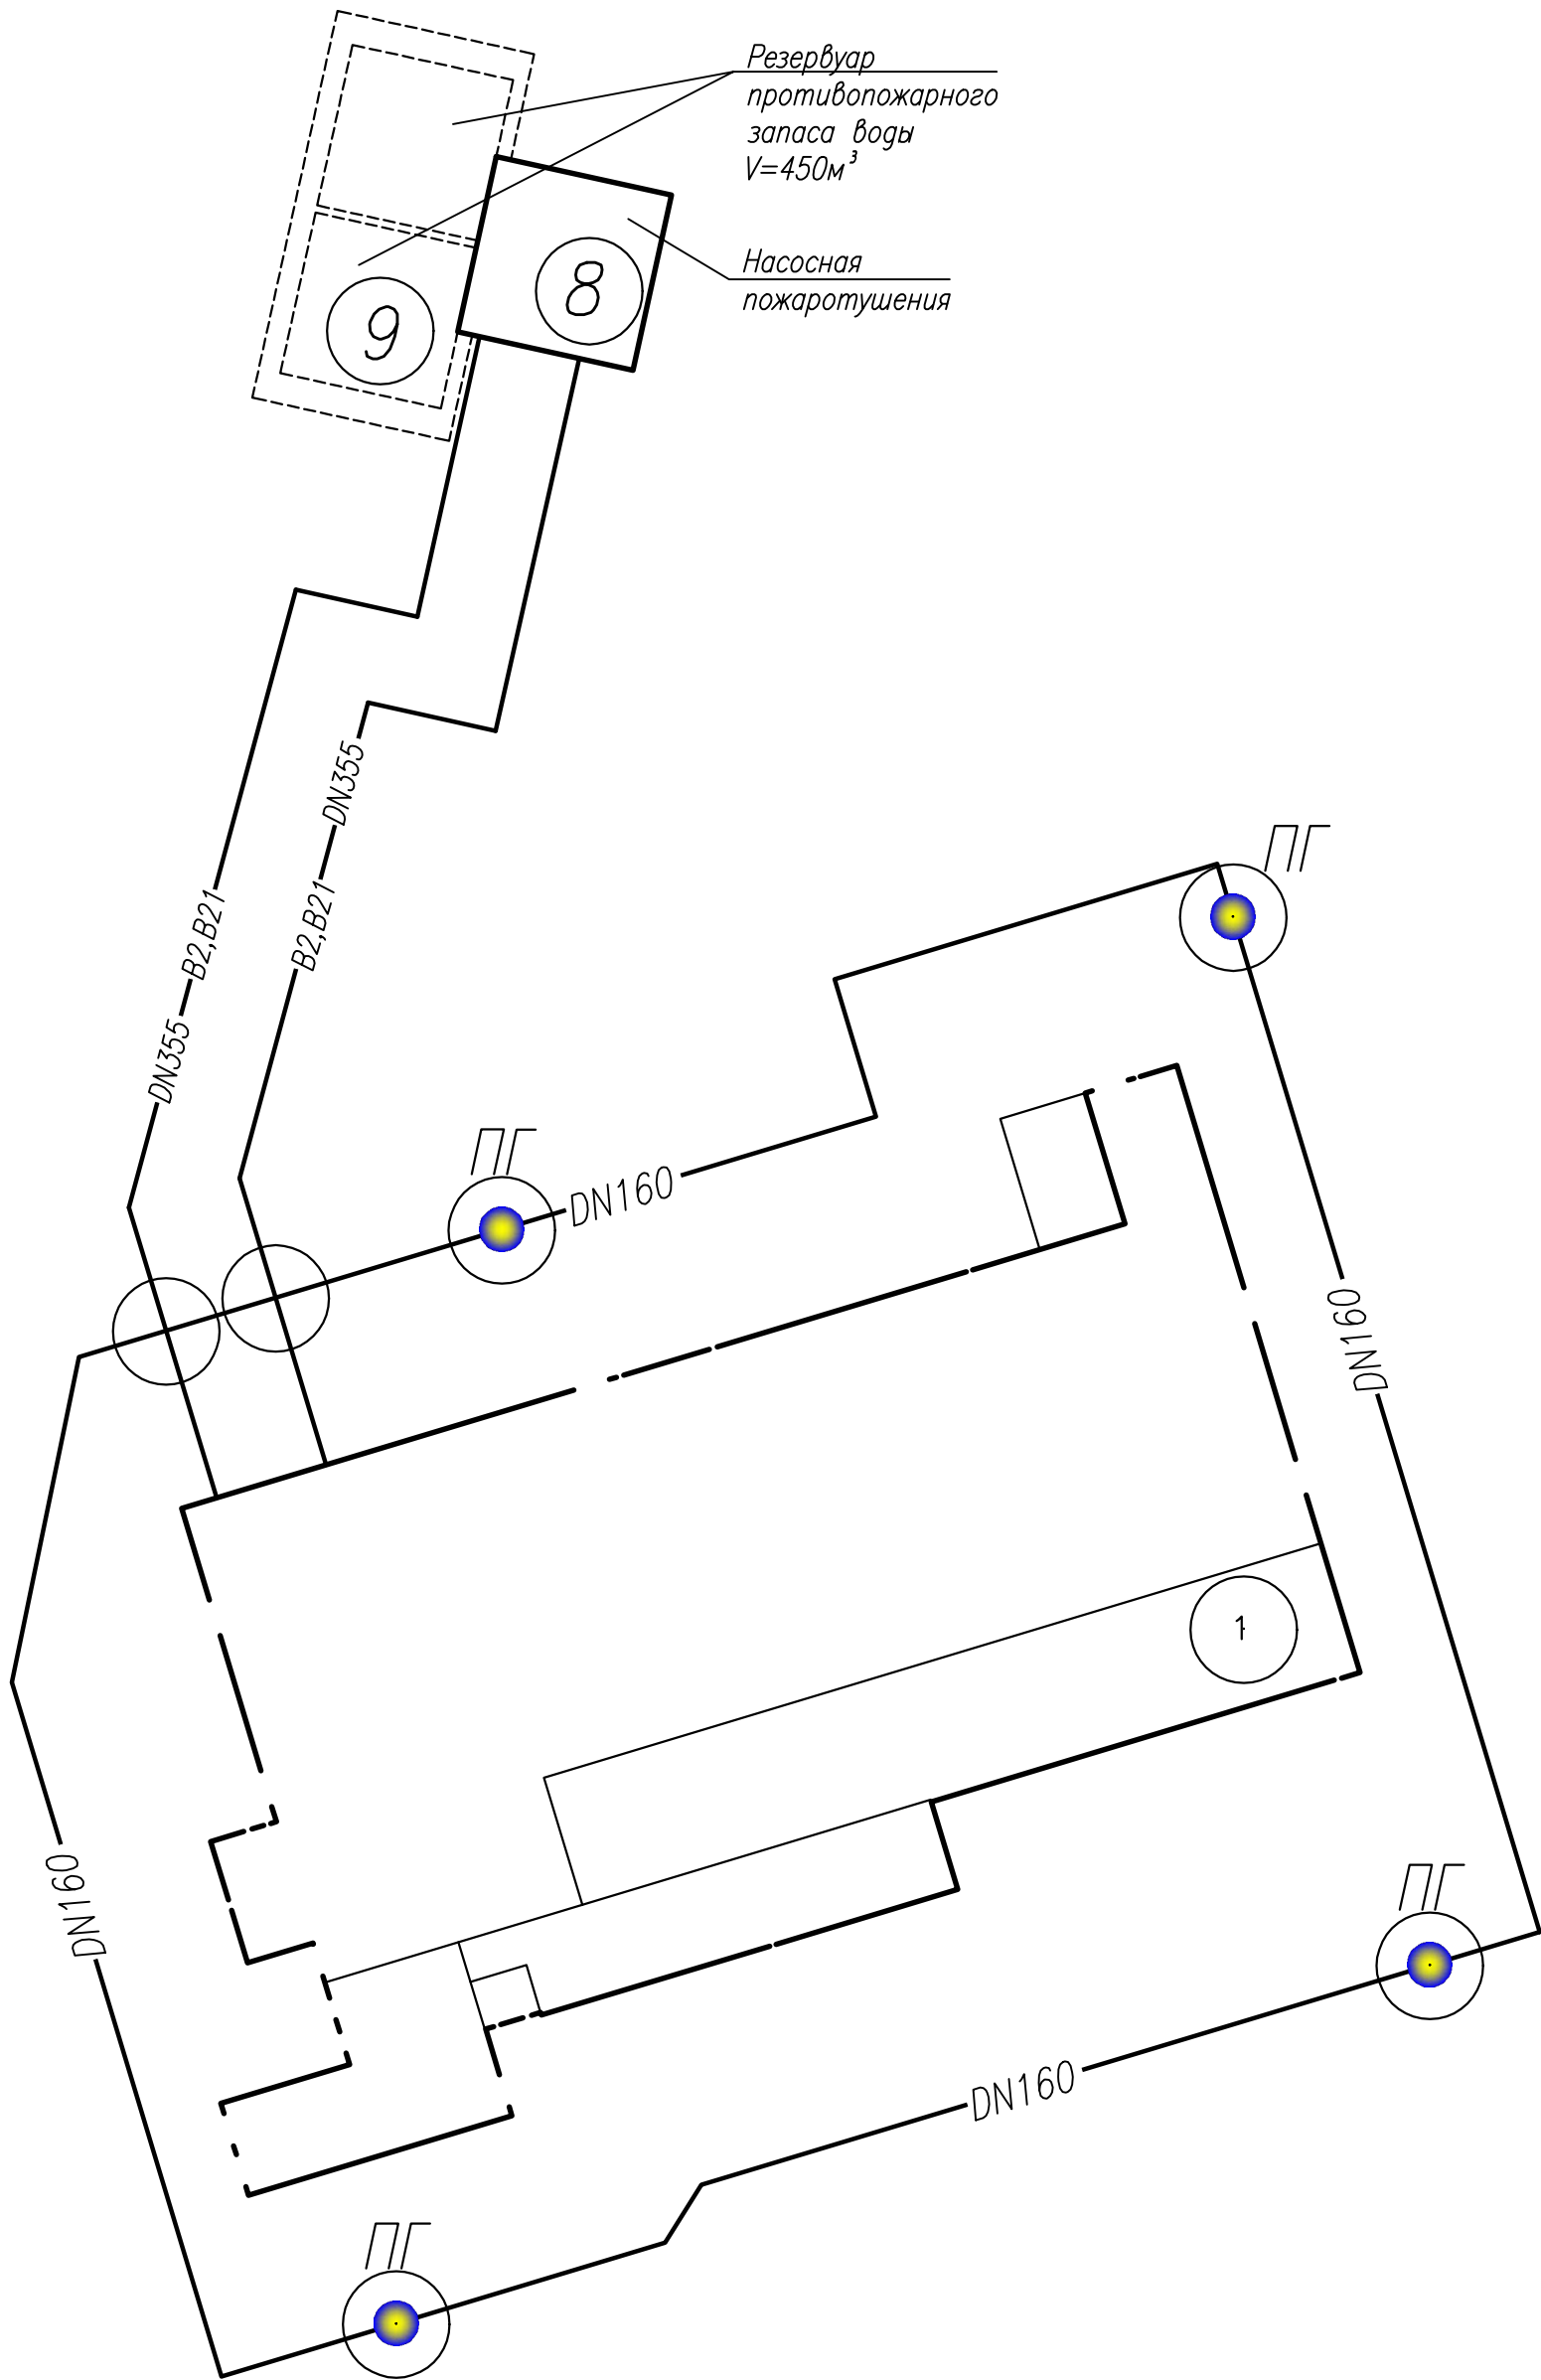 Резервуар
противопожарного
запаса воды
V=450м³
8
Насосная
пожаротушения
9
DN355
B2,B21
B2,B21
DN355
ПГ
ПГ
DN160
DN160
1
DN160
ПГ
DN160
ПГ